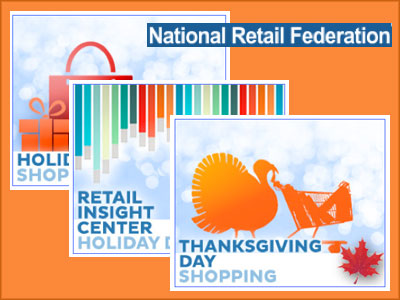 National Retail Federation
HOLID
SHOP
RETAIL
INSIGHT
CENTER
HOLIDAY D
THANKSGIVING
DAY
SHOPPING